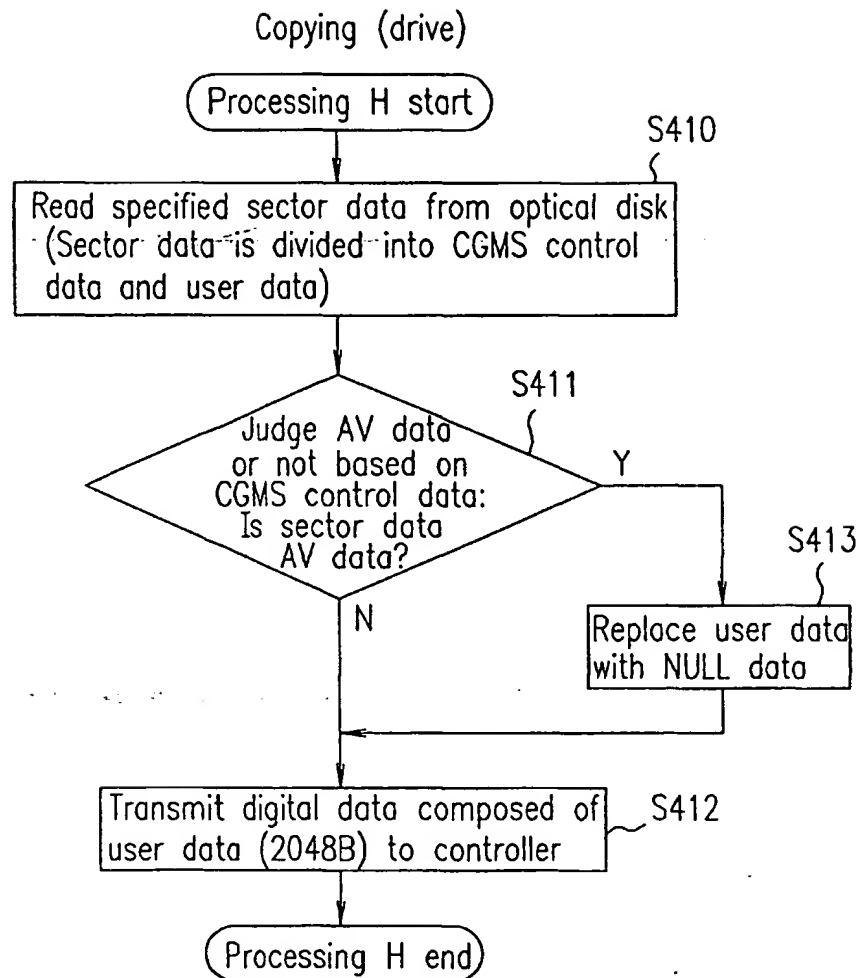 Copying (drive)
Processing H start
S410
Read specified sector data from optical disk
(Sector data is divided into CGMS control
data and user data)
S411
Judge AV data
or not based on
CGMS control data:
Is sector data
AV data?
Y
N
S413
Replace user data
with NULL data
Transmit digital data composed of
user data (2048B) to controller
S412
Processing H end